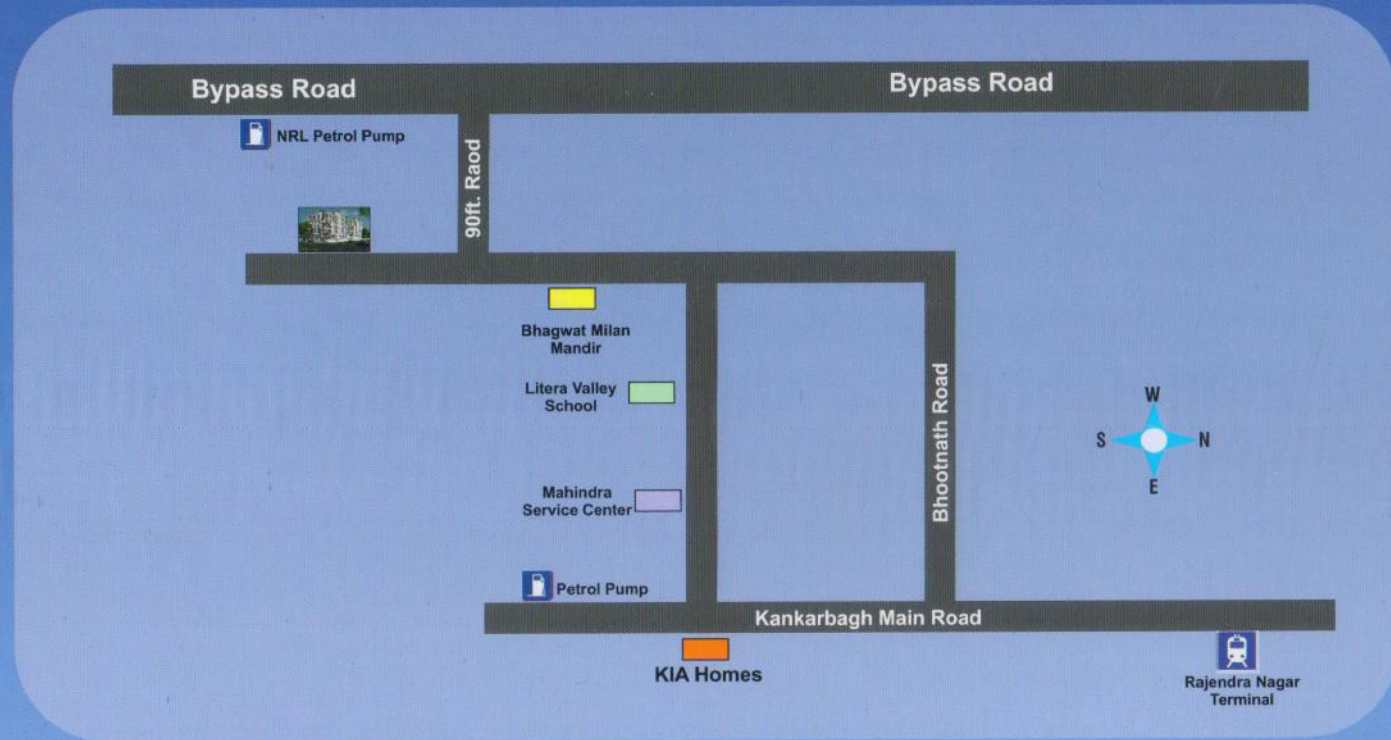 Bypass Road
Bypass Road
NRL Petrol Pump
90ft. Raod
Bhagwat Milan
Mandir
Litera Valley
School
Bhootnath Road
W
S
N
E
Mahindra
Service Center
Petrol Pump
Kankarbagh Main Road
KIA Homes
Rajendra Nagar
Terminal